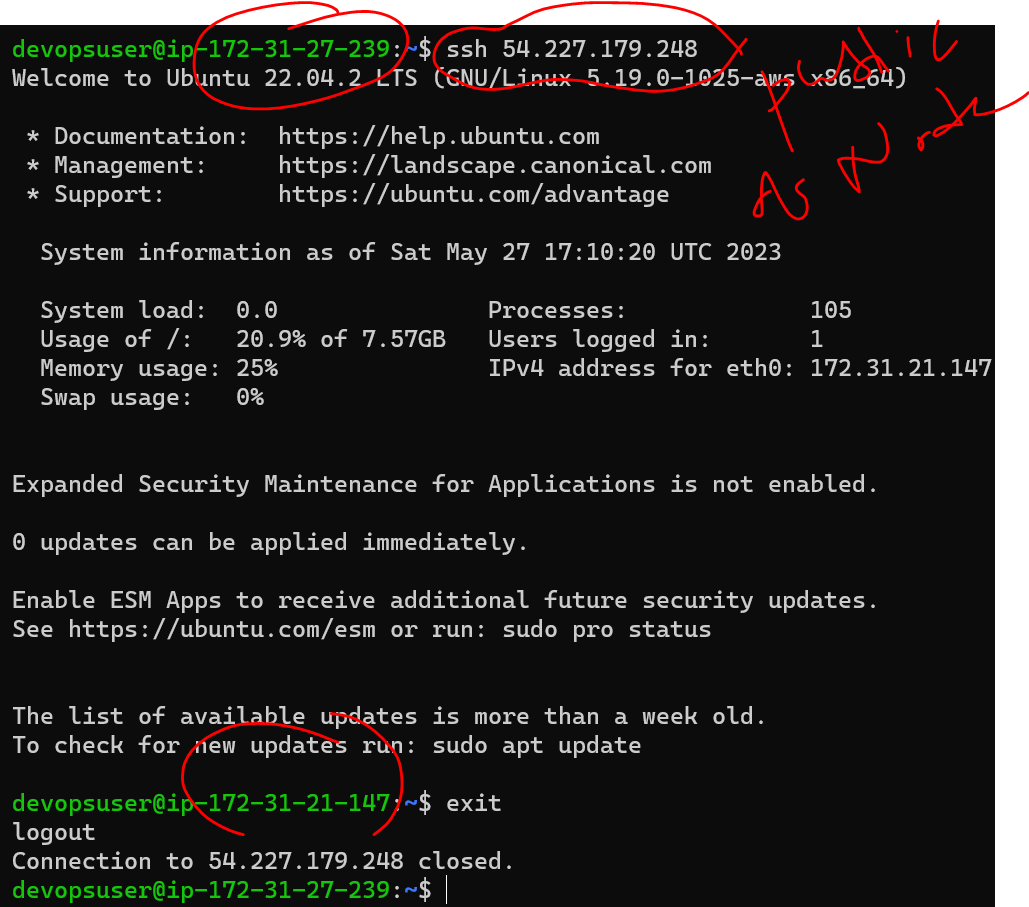 devopsuser@ip-172-31-27-239:~$ ssh 54.227.179.248
Welcome to Ubuntu 22.04.2 LTS (GNU/Linux 5.19.0-1025-aws x86_64)
public
* Documentation:  https://help.ubuntu.com
* Management:     https://landscape.canonical.com
* Support:        https://ubuntu.com/advantage
System information as of Sat May 27 17:10:20 UTC 2023
System load:  0.0                Processes:             105
Usage of /:   20.9% of 7.57GB   Users logged in:       1
Memory usage: 25%               IPv4 address for eth0: 172.31.21.147
Swap usage:   0%
Expanded Security Maintenance for Applications is not enabled.
0 updates can be applied immediately.
Enable ESM Apps to receive additional future security updates.
See https://ubuntu.com/esm or run: sudo pro status
The list of available updates is more than a week old.
To check for new updates run: sudo apt update
devopsuser@ip-172-31-21-147:~$ exit
logout
Connection to 54.227.179.248 closed.
devopsuser@ip-172-31-27-239:~$